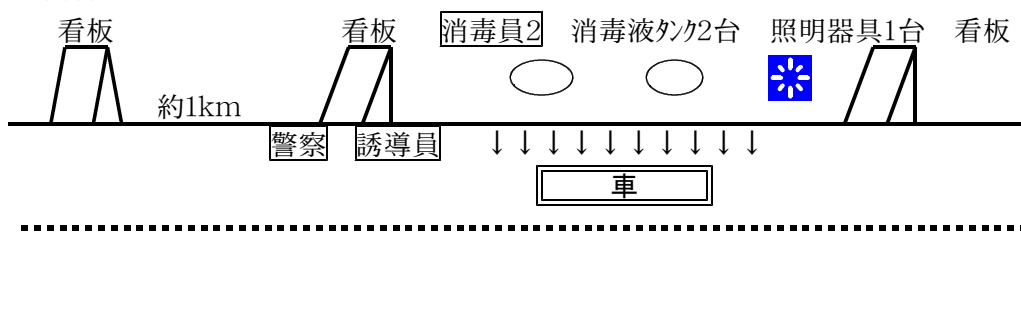 看板 看板 消毒員2 消毒液ﾀﾝｸ2台 照明器具1台 看板
約1km
警察 誘導員 ↓↓↓↓↓↓↓↓↓↓
車